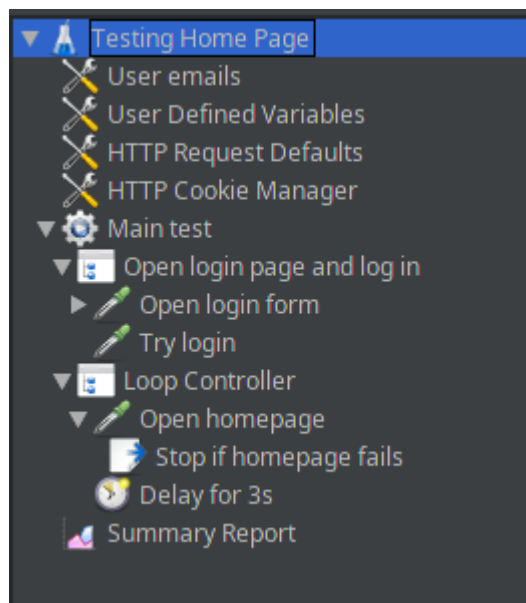 Testing Home Page
User emails
User Defined Variables
HTTP Request Defaults
HTTP Cookie Manager
Main test
Open login page and log in
Open login form
Try login
Loop Controller
Open homepage
Stop if homepage fails
Delay for 3s
Summary Report